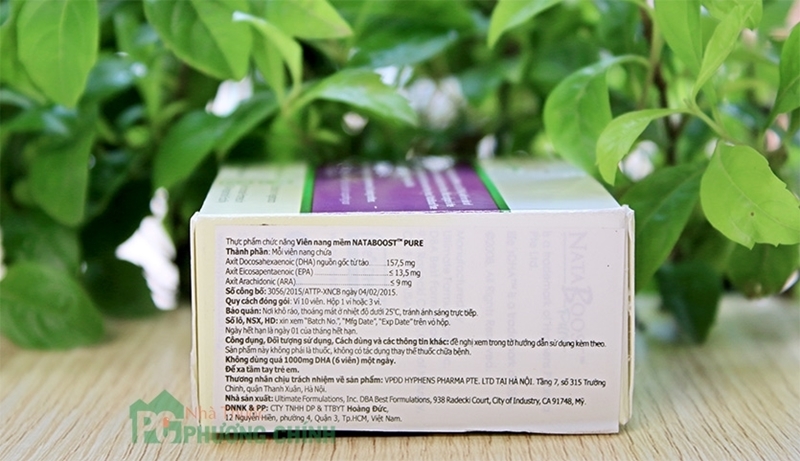 Thực phẩm chức năng Viên nang mềm NATABOOST™ PURE
Thành phần: Mỗi viên nang chứa
Axit Docosahexaenoic (DHA) nguồn gốc từ tảo..........157,5 mg
Axit Eicosapentaenoic (EPA)..........≤ 13,5 mg
Axit Arachidonic (ARA)..........≤ 9 mg
Số công bố: 3056/2015/ATTP-XNCB ngày 04/02/2015.
Quy cách đóng gói: Vỉ 10 viên. Hộp 1 vỉ hoặc 3 vỉ.
Bảo quản: Nơi khô ráo, thoáng mát ở nhiệt độ dưới 25°C, tránh ánh sáng trực tiếp.
Số lô, NSX, HD: xin xem "Batch No.", "Mfg Date", "Exp Date" trên vỏ hộp.
Ngày hết hạn là ngày 01 của tháng hết hạn.
Công dụng, Đối tượng sử dụng, Cách dùng và các thông tin khác: đề nghị xem trong tờ hướng dẫn sử dụng kèm theo.
Sản phẩm này không phải là thuốc, không có tác dụng thay thế thuốc chữa bệnh.
Không dùng quá 1000mg DHA (6 viên) một ngày.
Để xa tầm tay trẻ em.
Thương nhân chịu trách nhiệm về sản phẩm: VPĐD HYPHENS PHARMA PTE. LTD TẠI HÀ NỘI. Tầng 7, số 315 Trường
Chinh, quận Thanh Xuân, Hà Nội.
Nhà sản xuất: Ultimate Formulations, Inc. DBA Best Formulations, 938 Radecki Court, City of Industry, CA 91748, Mỹ.
DNNK & PP: CTY TNHH DP & TTBYT Hoàng Đức,
12 Nguyễn Hiền, phường 4, Quận 3, Tp.HCM, Việt Nam.
PC Nhà
PHƯƠNG CHÍNH